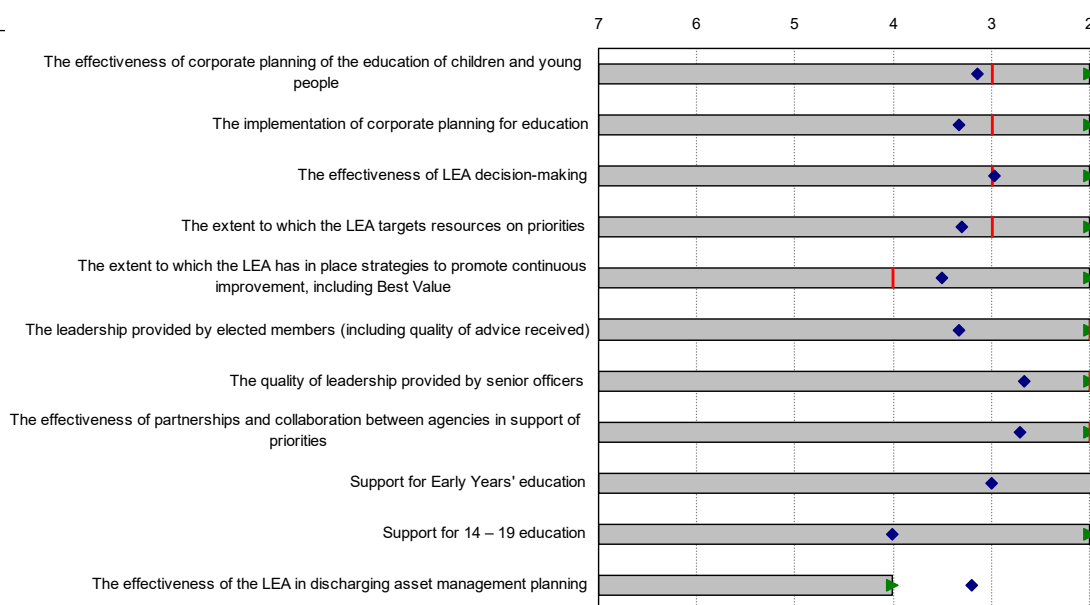 7 6 5 4 3 2
The effectiveness of corporate planning of the education of children and young
people
The implementation of corporate planning for education
The effectiveness of LEA decision-making
The extent to which the LEA targets resources on priorities
The extent to which the LEA has in place strategies to promote continuous
improvement, including Best Value
The leadership provided by elected members (including quality of advice received)
The quality of leadership provided by senior officers
The effectiveness of partnerships and collaboration between agencies in support of
priorities
Support for Early Years' education
Support for 14 – 19 education
The effectiveness of the LEA in discharging asset management planning